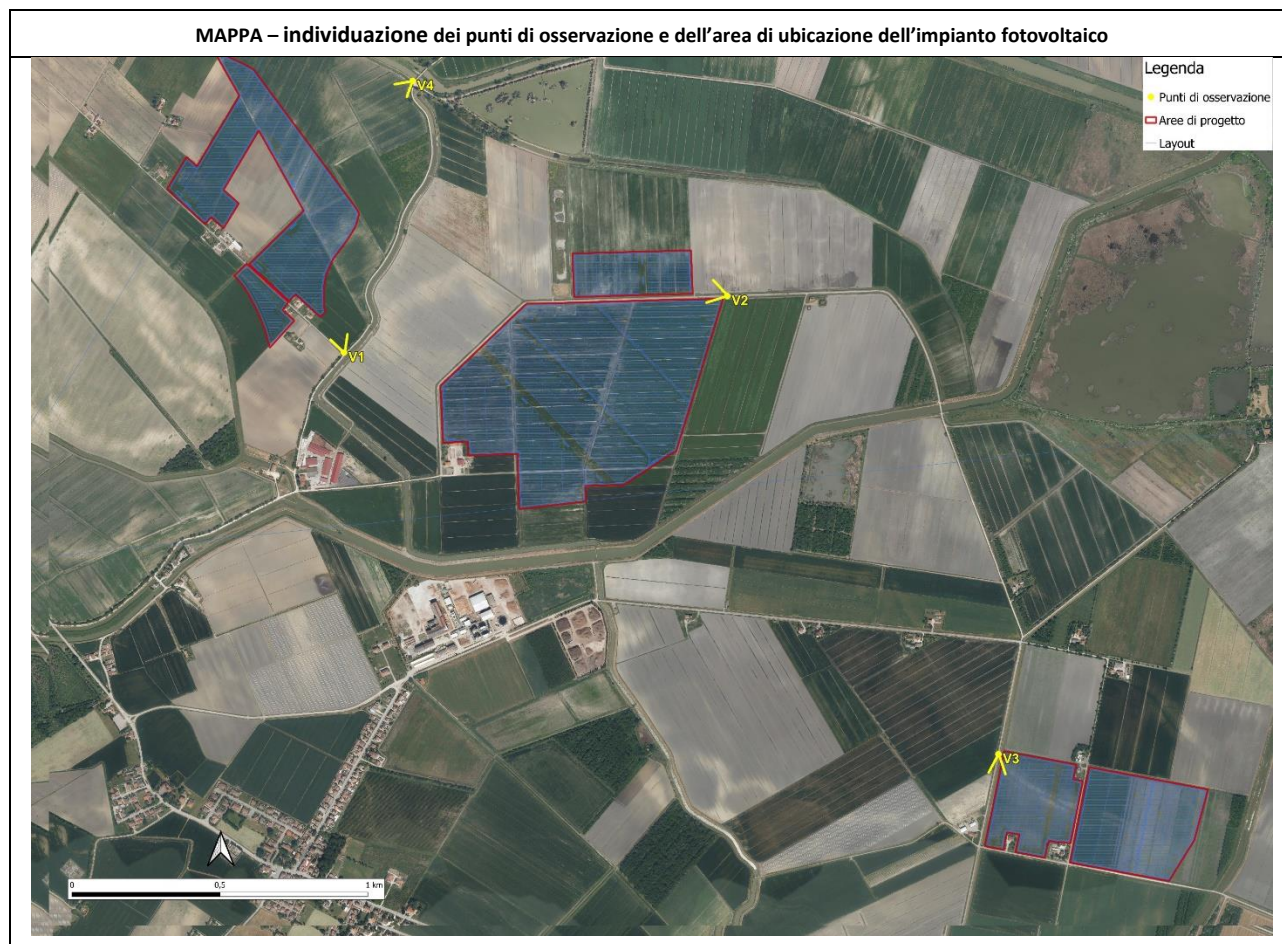 MAPPA – individuazione dei punti di osservazione e dell’area di ubicazione dell’impianto fotovoltaico
Legenda
Punti di osservazione
Aree di progetto
Layout
V4
V2
V1
V3
0 0,5 1 km